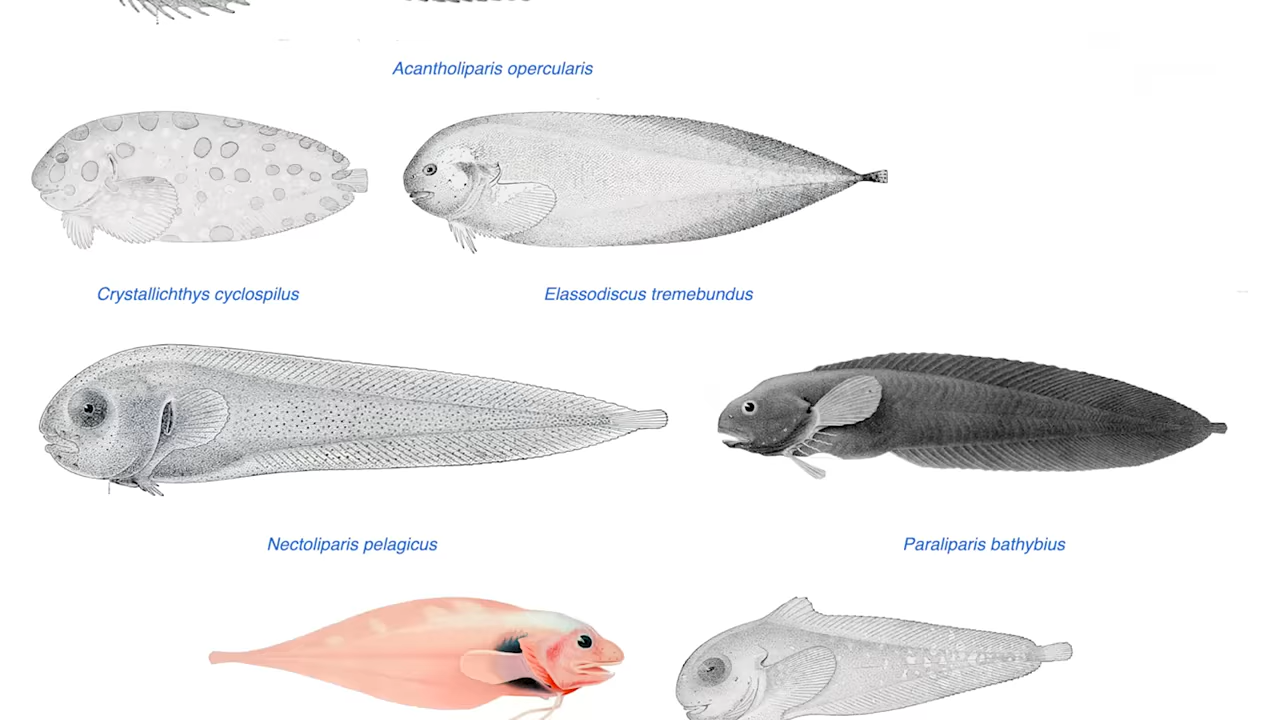 Acantholiparis opercularis
Crystallichthys cyclospilus
Elassodiscus tremebundus
Nectoliparis pelagicus
Paraliparis bathybius